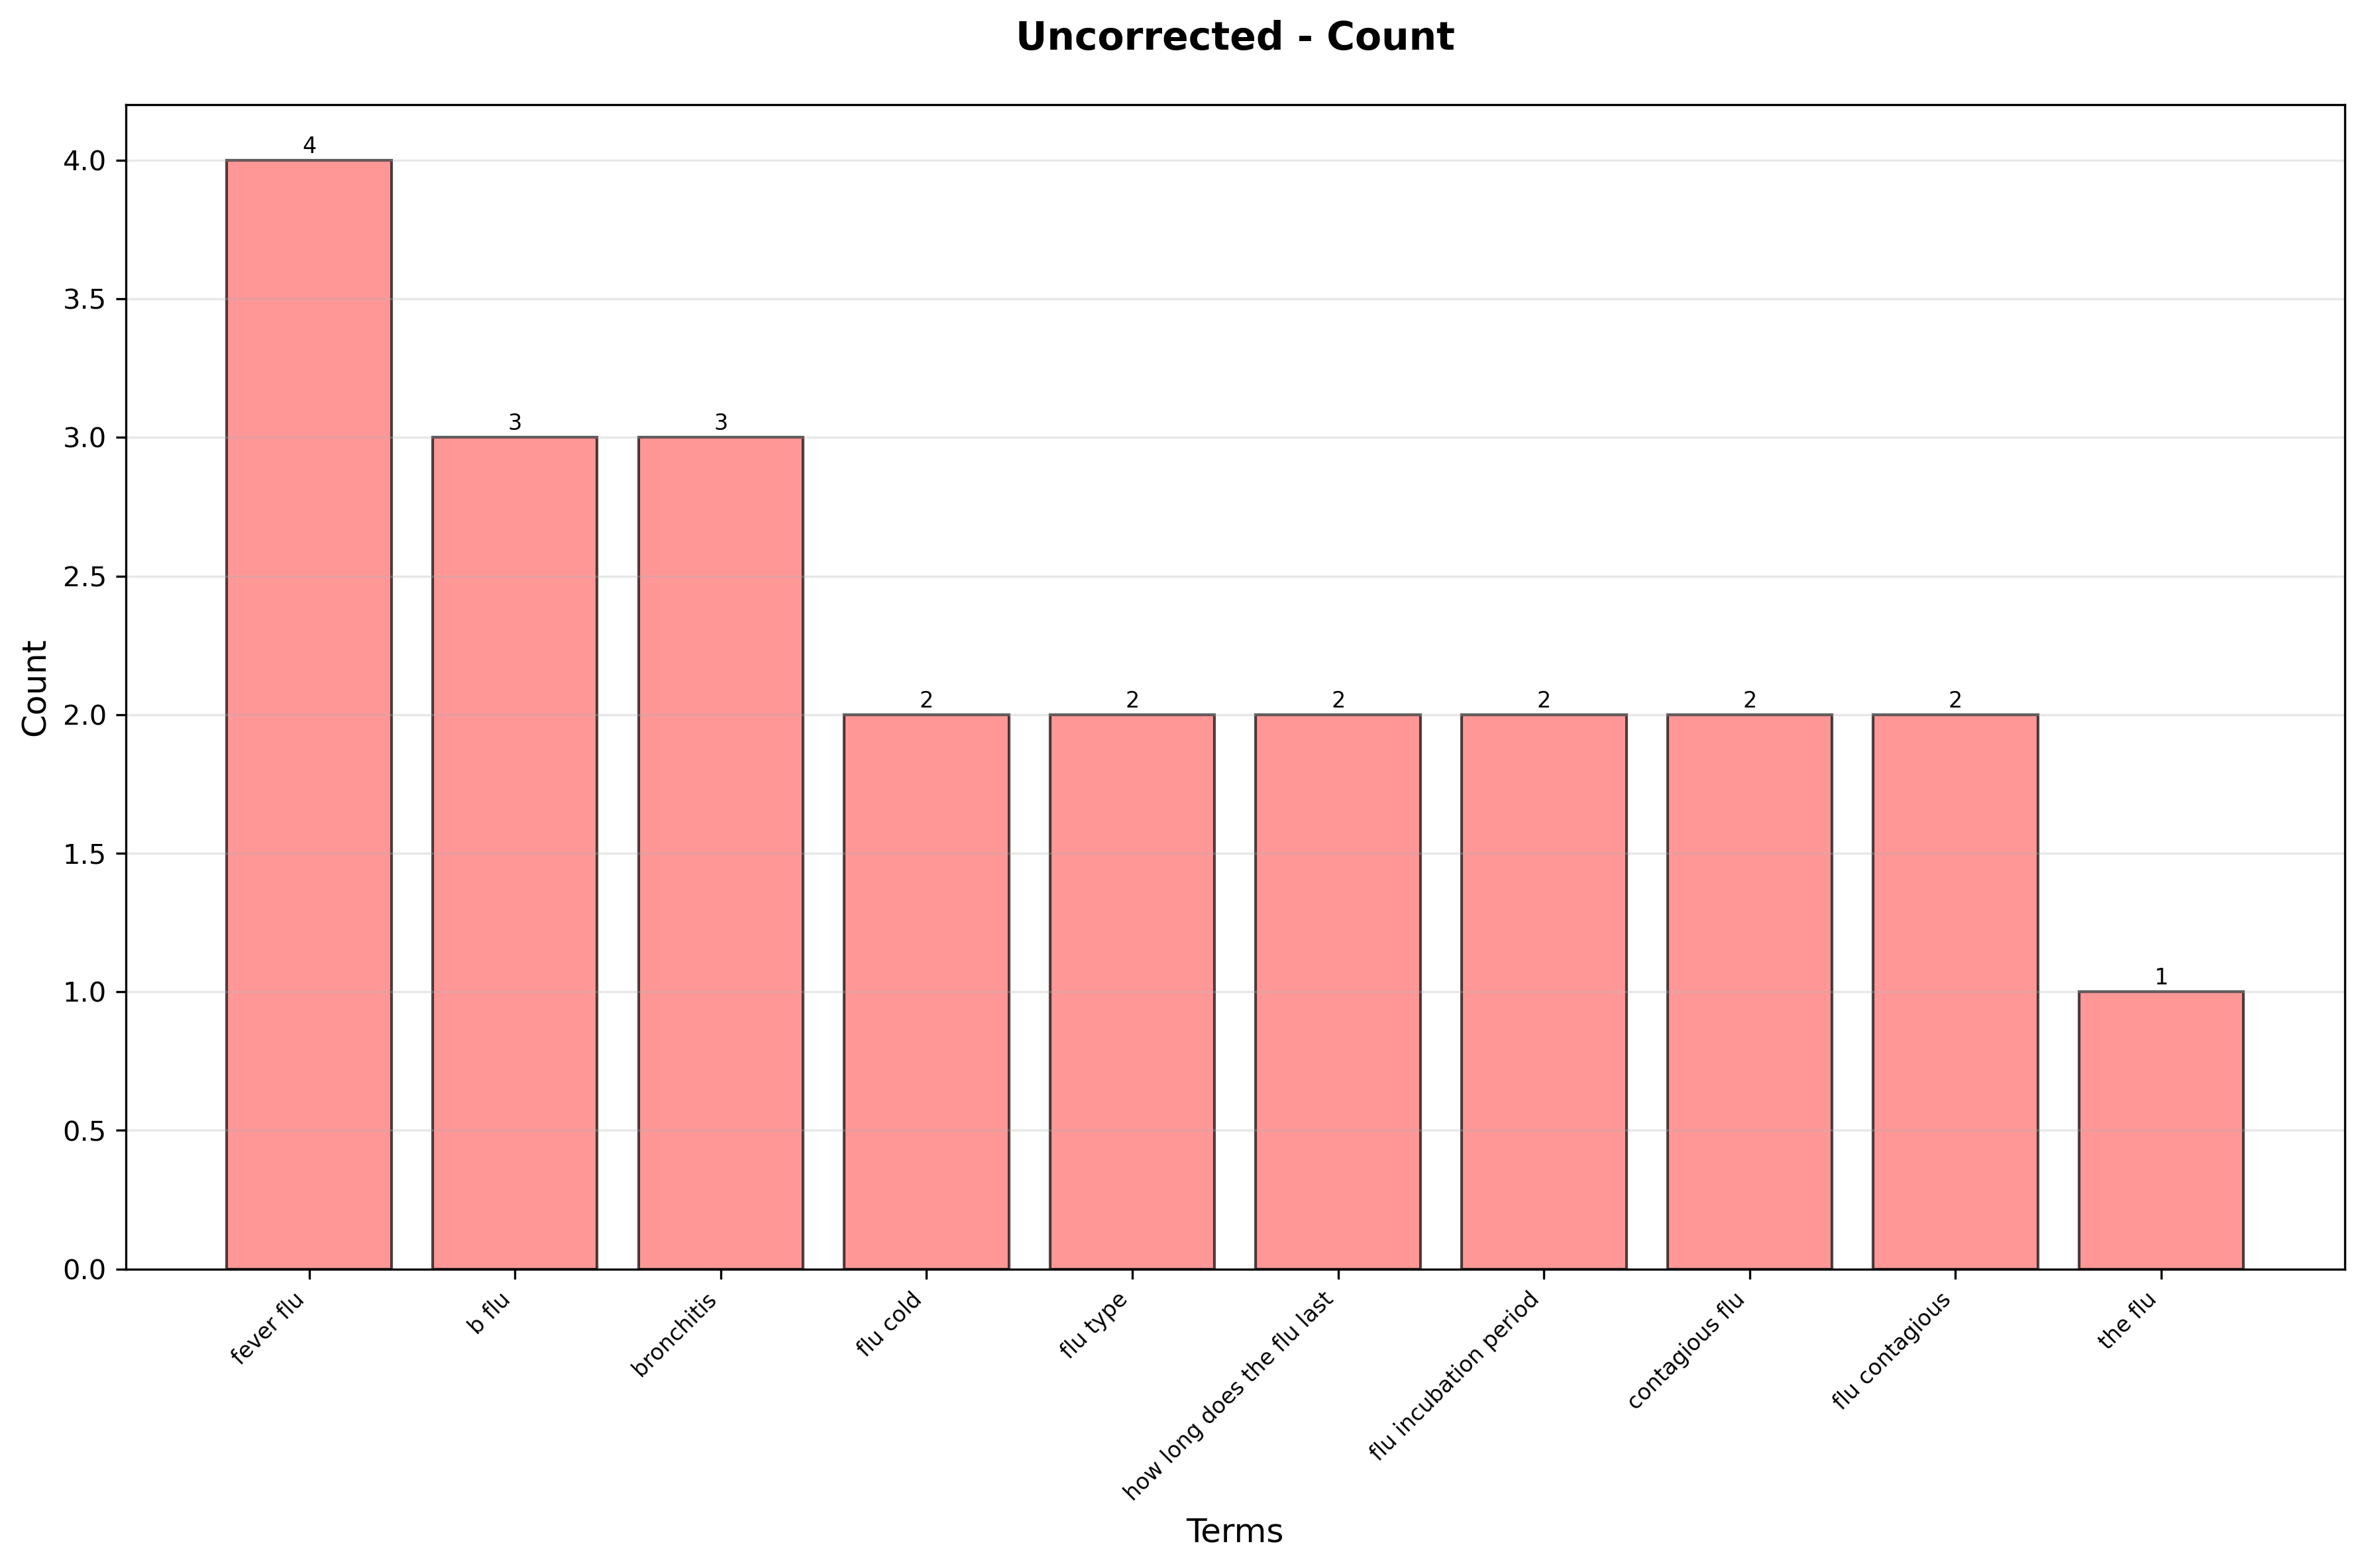 Uncorrected - Count
Count
4.0
3.5
3.0
2.5
2.0
1.5
1.0
0.5
0.0
4
3
3
2
2
2
2
2
2
1
fever flu
b flu
bronchitis
flu cold
flu type
how long does the flu last
flu incubation period
contagious flu
flu contagious
the flu
Terms